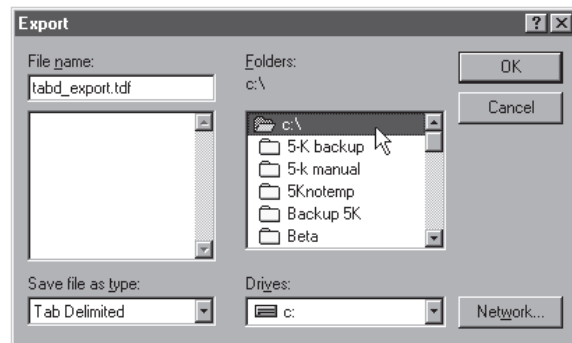 Export
File name:
tabd_export.tdf
Folders:
c:\
OK
Cancel
c:\
5-K backup
5-k manual
5Knotemp
Backup 5K
Beta
Save file as type:
Tab Delimited
Drives:
c:
Network...